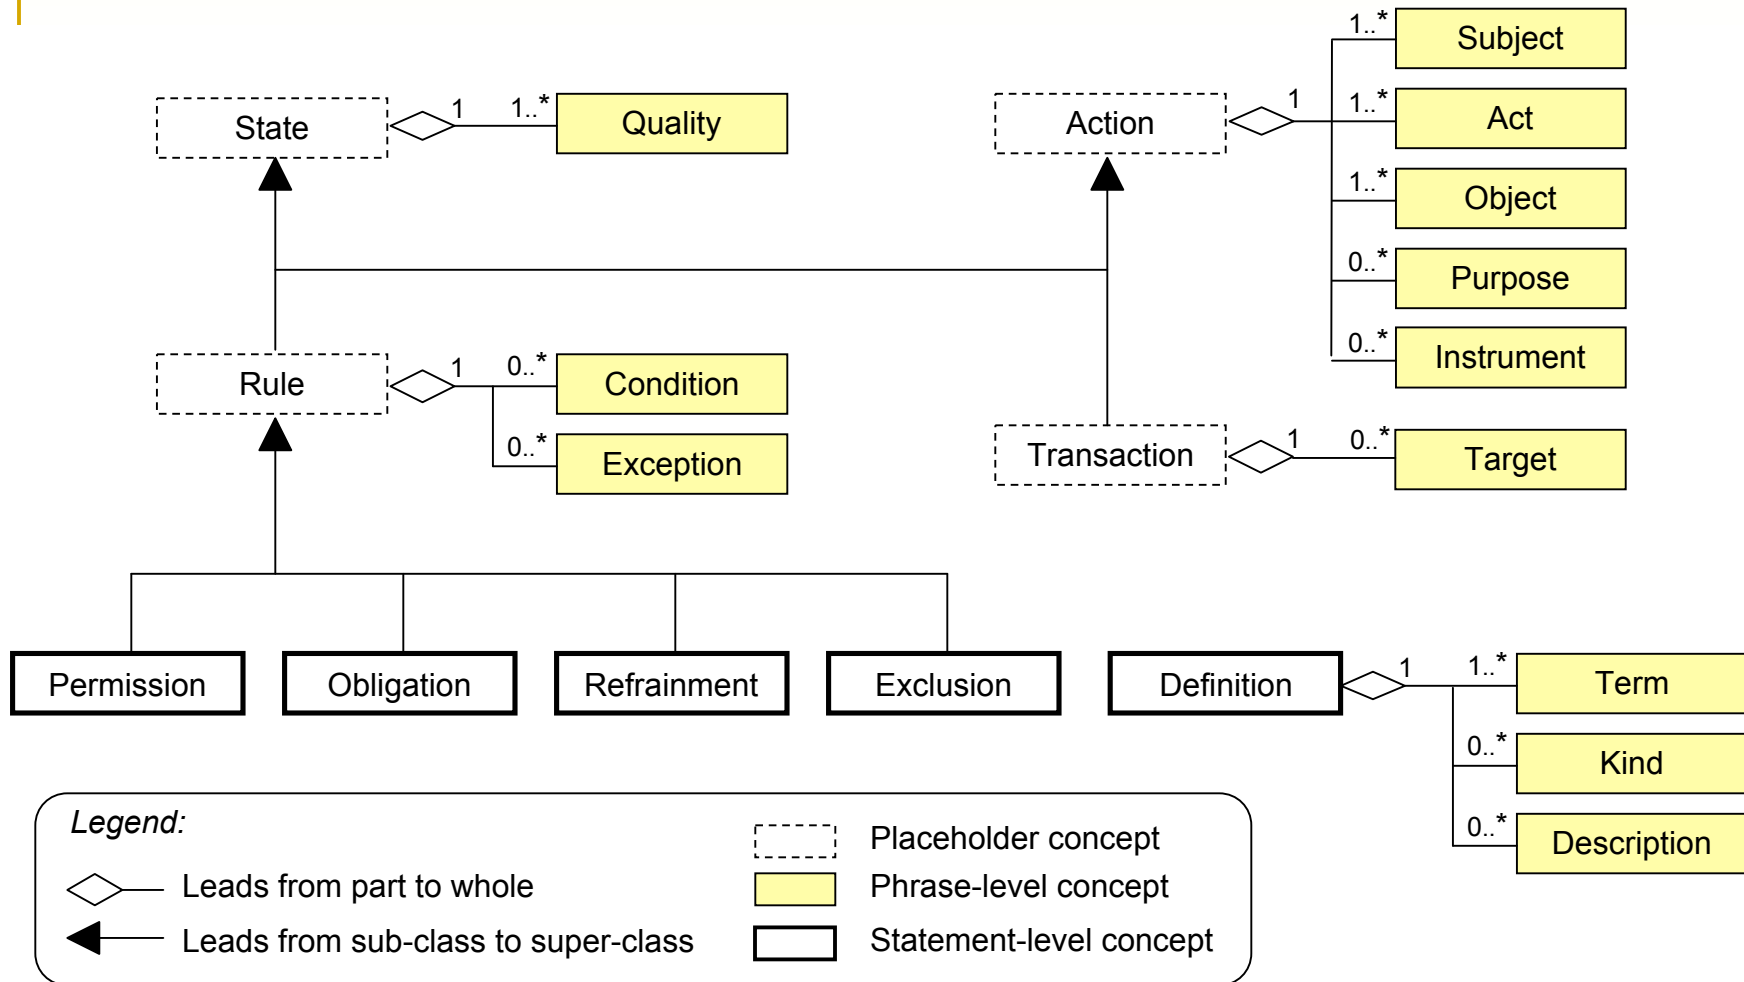 1..* Subject
State 1 1..* Quality
Action 1 1..* Act
1..* Object
0..* Purpose
0..* Instrument
Rule 1 0..* Condition
0..* Exception
Transaction 1 0..* Target
Permission Obligation Refrainment Exclusion Definition 1 1..* Term
0..* Kind
0..* Description
Legend:
Leads from part to whole
Leads from sub-class to super-class
Placeholder concept
Phrase-level concept
Statement-level concept